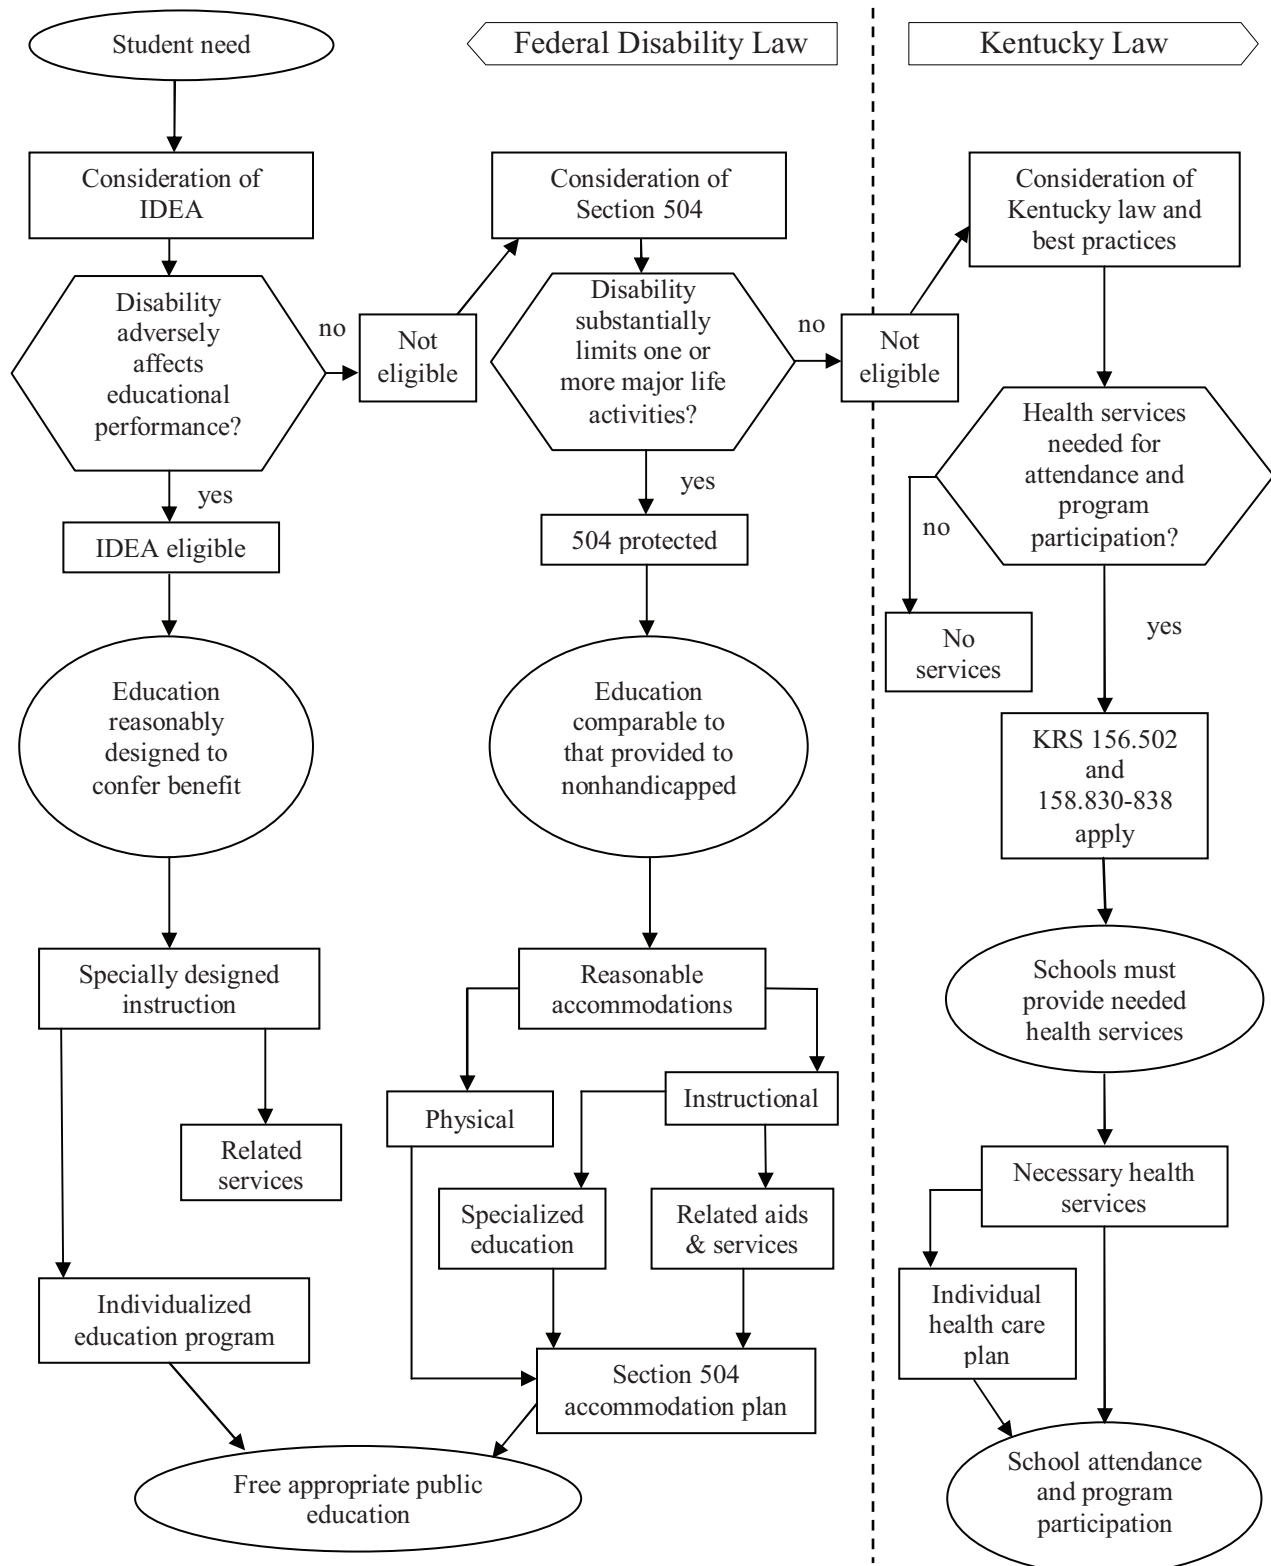 Student need
Federal Disability Law
Kentucky Law
Consideration of
IDEA
Consideration of
Section 504
Consideration of
Kentucky law and
best practices
Disability
adversely
affects
educational
performance?
no
Not
eligible
Disability
substantially
limits one or
more major life
activities?
no
Not
eligible
Health services
needed for
attendance and
program
participation?
yes
IDEA eligible
yes
504 protected
no
No
services
yes
Education
reasonably
designed to
confer benefit
Education
comparable to
that provided to
nonhandicapped
KRS 156.502
and
158.830-838
apply
Specially designed
instruction
Reasonable
accommodations
Schools must
provide needed
health services
Related
services
Physical
Instructional
Specialized
education
Related aids
& services
Necessary health
services
Individualized
education program
Section 504
accommodation plan
Individual
health care
plan
Free appropriate public
education
School attendance
and program
participation